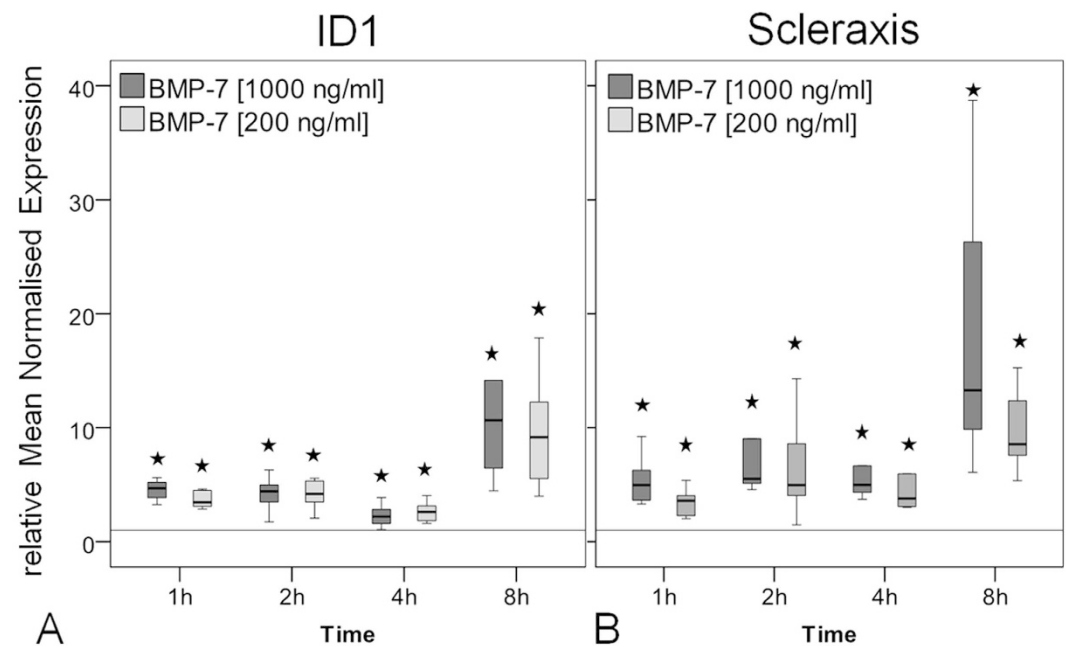 ID1
Scleraxis
relative Mean Normalised Expression
40
30
20
10
0
BMP-7 [1000 ng/ml]
BMP-7 [200 ng/ml]
BMP-7 [1000 ng/ml]
BMP-7 [200 ng/ml]
1h 2h 4h 8h
1h 2h 4h 8h
A
Time
B
Time